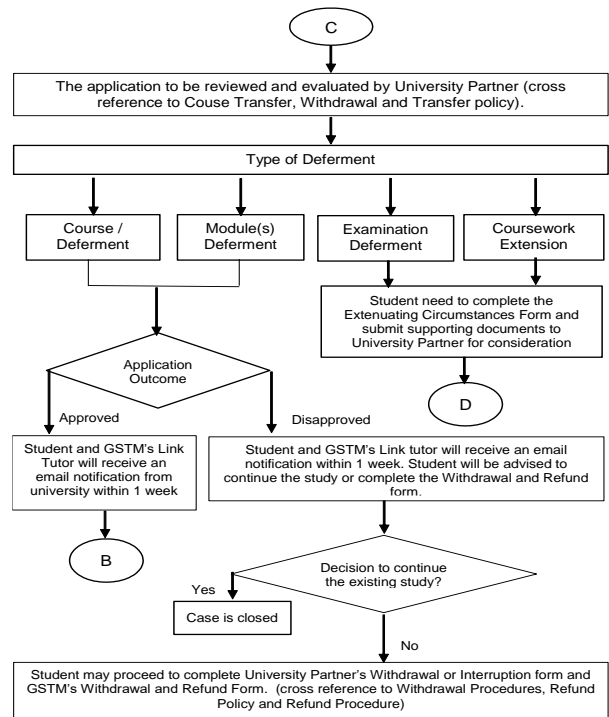 C
The application to be reviewed and evaluated by University Partner (cross
reference to Couse Transfer, Withdrawal and Transfer policy).
Type of Deferment
Course /
Deferment
Module(s)
Deferment
Examination
Deferment
Coursework
Extension
Student need to complete the
Extenuating Circumstances Form and
submit supporting documents to
University Partner for consideration
Application
Outcome
D
Approved
Disapproved
Student and GSTM's Link
Tutor will receive an
email notification from
university within 1 week
Student and GSTM's Link tutor will receive an email
notification within 1 week. Student will be advised to
continue the study or complete the Withdrawal and Refund
form.
B
Decision to continue
the existing study?
Yes
Case is closed
No
Student may proceed to complete University Partner's Withdrawal or Interruption form and
GSTM's Withdrawal and Refund Form. (cross reference to Withdrawal Procedures, Refund
Policy and Refund Procedure)